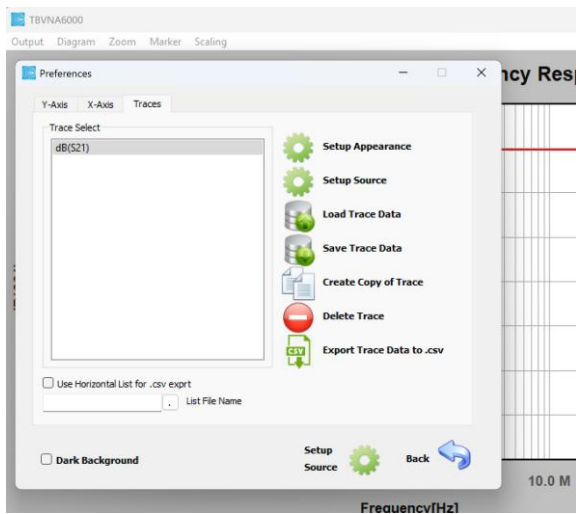 TBVNA6000
Output Diagram Zoom Marker Scaling
Preferences
Y-Axis X-Axis Traces
Trace Select
dB(S21)
Setup Appearance
Setup Source
Load Trace Data
Save Trace Data
Create Copy of Trace
Delete Trace
CSV
Export Trace Data to .csv
Use Horizontal List for .csv exprt
. List File Name
Dark Background
Setup
Source
Back
ncy Resp
10.0 M
Frequency[Hz]